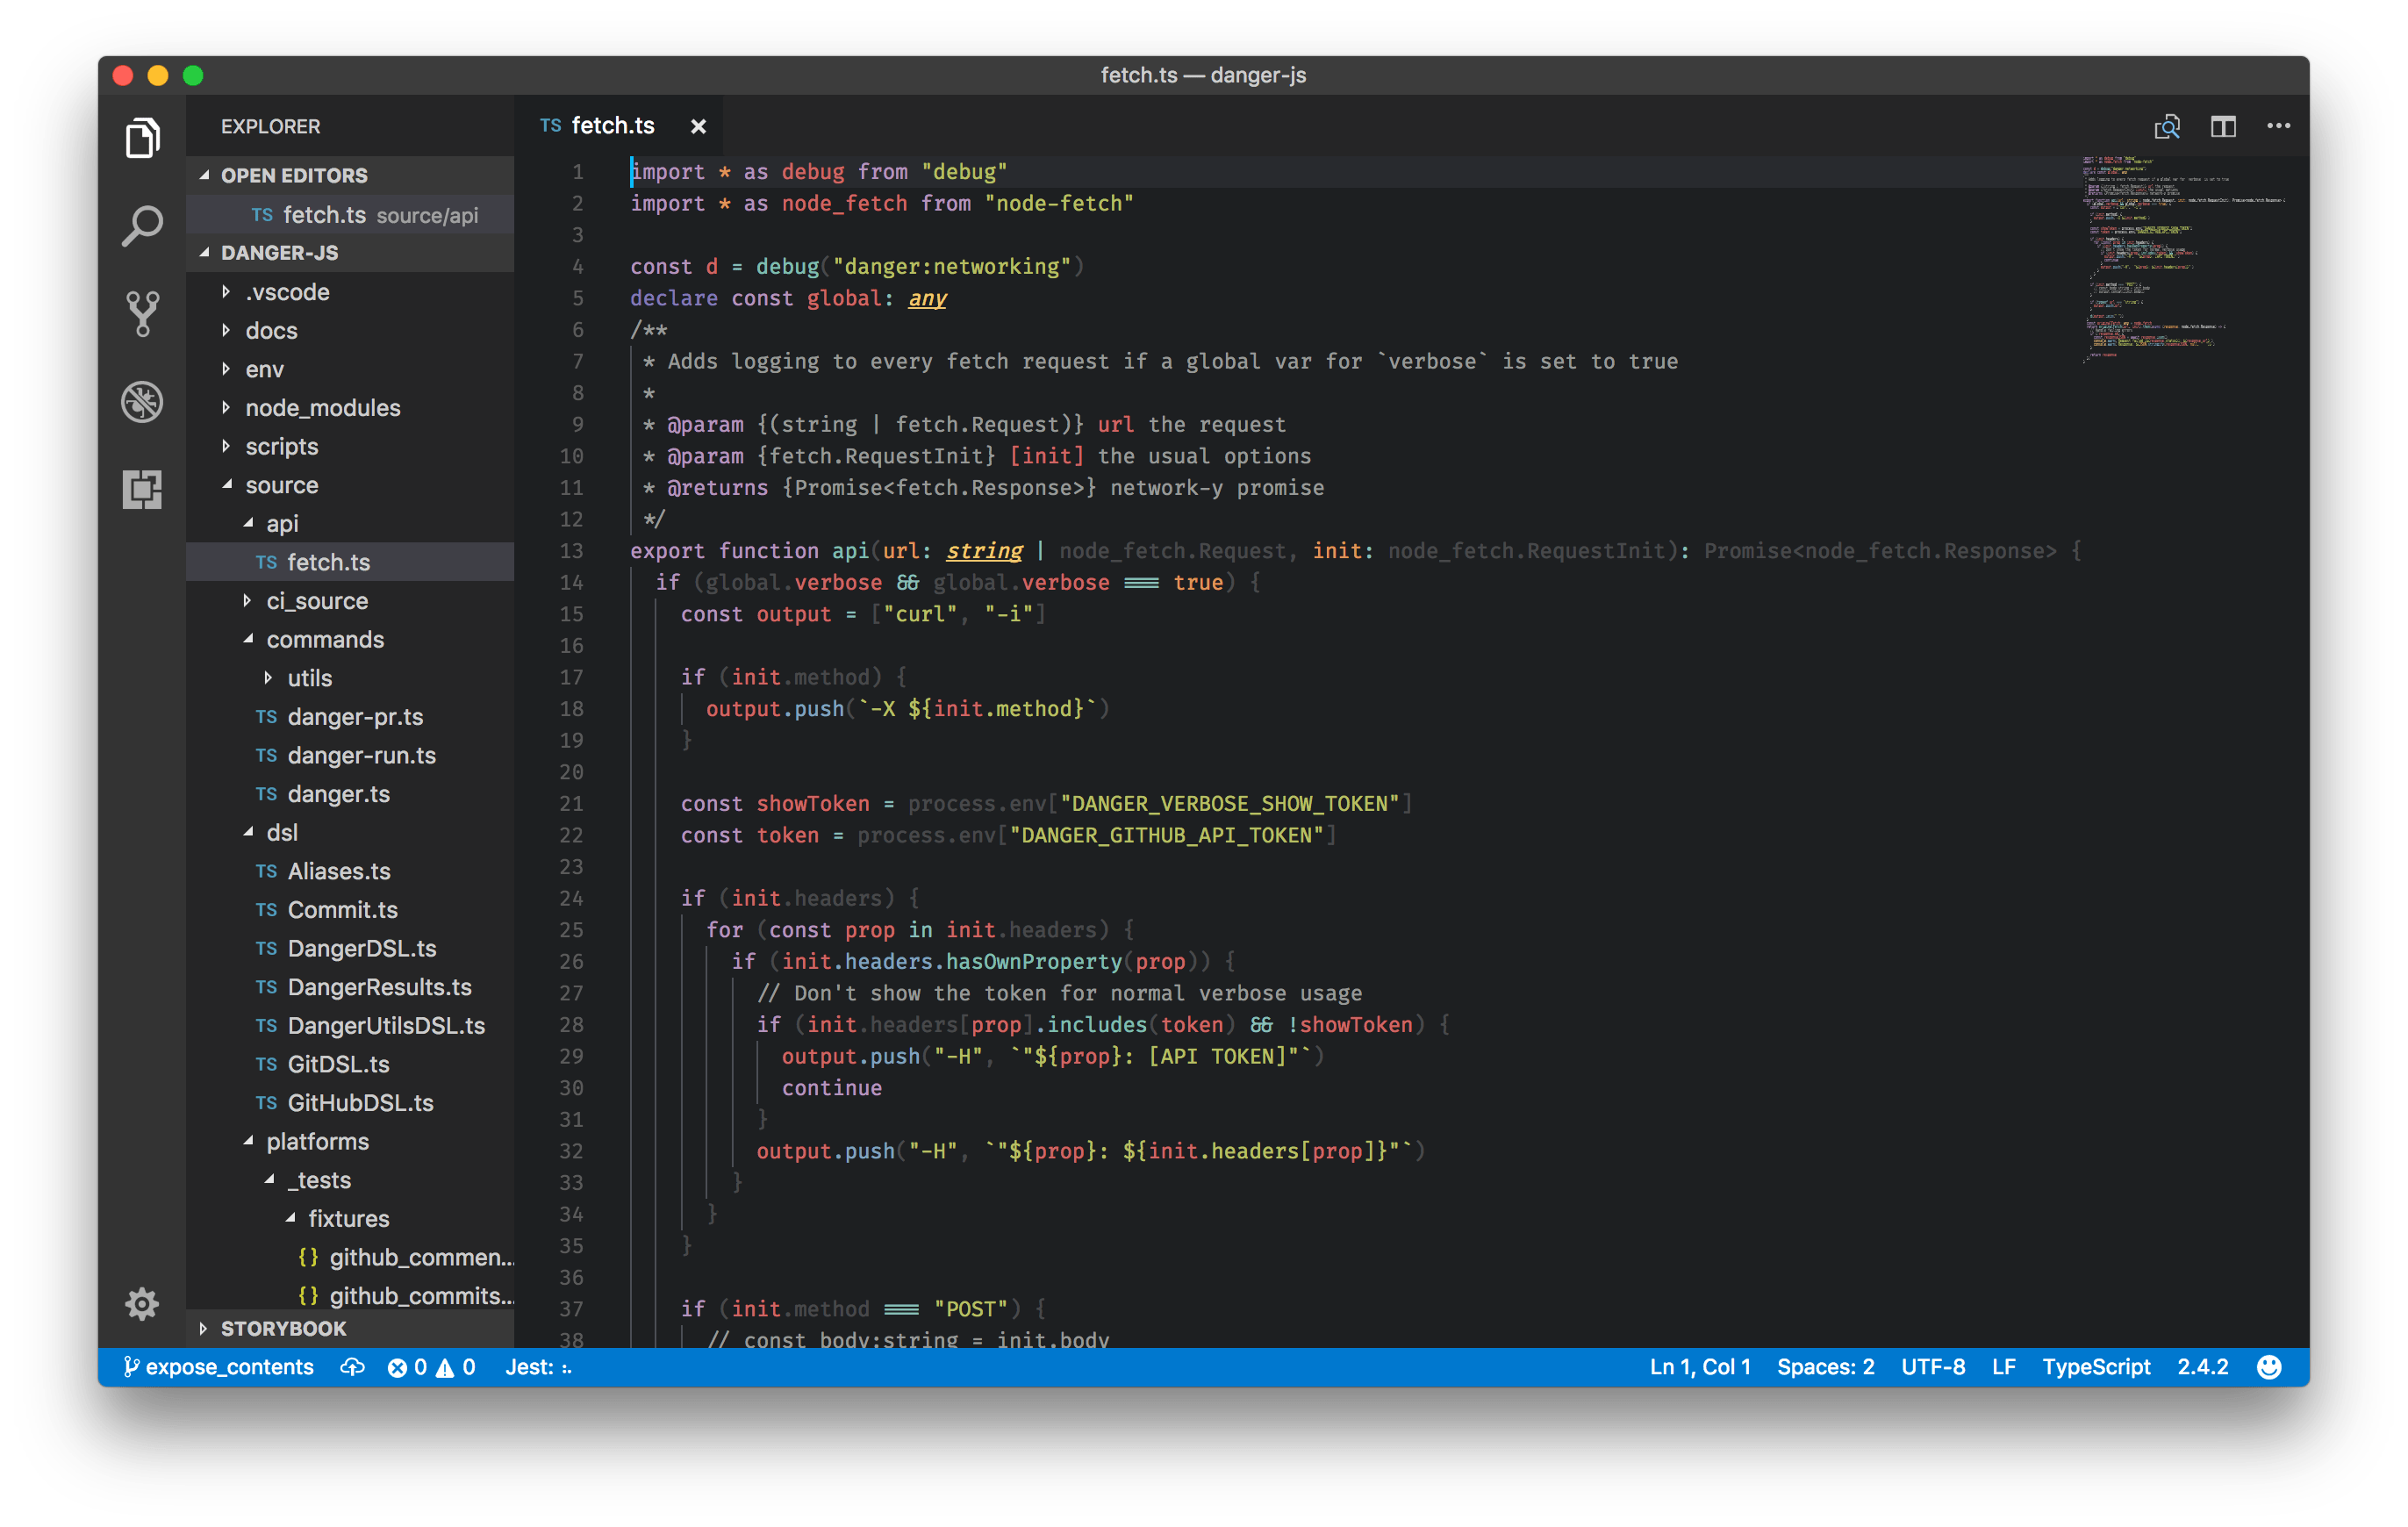 fetch.ts — danger-js
EXPLORER
OPEN EDITORS
TS fetch.ts source/api
DANGER-JS
.vscode
docs
env
node_modules
scripts
source
api
TS fetch.ts
ci_source
commands
utils
TS danger-pr.ts
TS danger-run.ts
TS danger.ts
dsl
TS Aliases.ts
TS Commit.ts
TS DangerDSL.ts
TS DangerResults.ts
TS DangerUtilsDSL.ts
TS GitDSL.ts
TS GitHubDSL.ts
platforms
_tests
fixtures
{} github_commen...
{} github_commits...
STORYBOOK
TS fetch.ts
1 import * as debug from "debug"
2 import * as node_fetch from "node-fetch"
3
4 const d = debug("danger:networking")
5 declare const global: any
6 /**
7 * Adds logging to every fetch request if a global var for `verbose` is set to true
8 *
9 * @param {(string | fetch.Request)} url the request
10 * @param {fetch.RequestInit} [init] the usual options
11 * @returns {Promise<fetch.Response>} network-y promise
12 */
13 export function api(url: string | node_fetch.Request, init: node_fetch.RequestInit): Promise<node_fetch.Response> {
14 if (global.verbose && global.verbose === true) {
15 const output = ["curl", "-i"]
16
17 if (init.method) {
18 output.push(`-X ${init.method}`)
19 }
20
21 const showToken = process.env["DANGER_VERBOSE_SHOW_TOKEN"]
22 const token = process.env["DANGER_GITHUB_API_TOKEN"]
23
24 if (init.headers) {
25 for (const prop in init.headers) {
26 if (init.headers.hasOwnProperty(prop)) {
27 // Don't show the token for normal verbose usage
28 if (init.headers[prop].includes(token) && !showToken) {
29 output.push("-H", `"${prop}: [API TOKEN]"`)
30 continue
31 }
32 output.push("-H", `"${prop}: ${init.headers[prop]}"`)
33 }
34 }
35 }
36
37 if (init.method === "POST") {
38 // const body:string = init.body
expose_contents 0 0 Jest: :.
Ln 1, Col 1 Spaces: 2 UTF-8 LF TypeScript 2.4.2